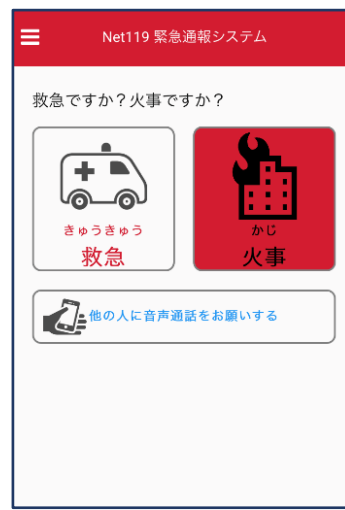 Net119 緊急通報システム
救急ですか？火事ですか？
きゅうきゅう
救急
かじ
火事
他の人に音声通話をお願いする